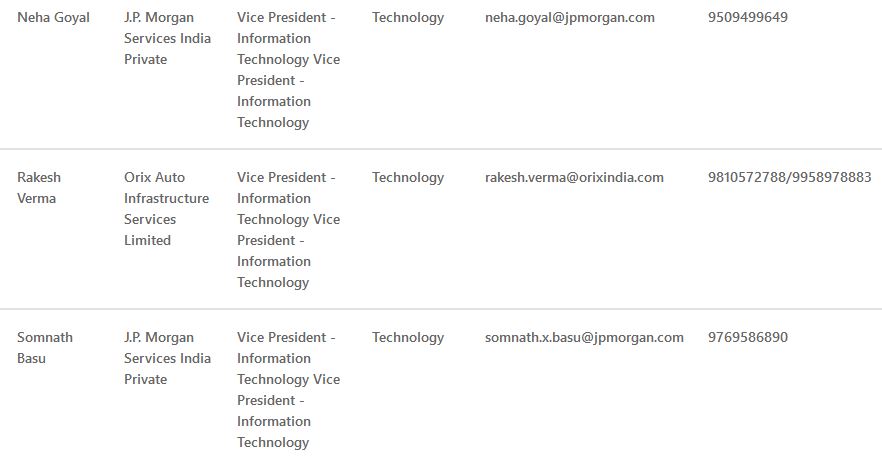 Neha Goyal J.P. Morgan Vice President - Technology neha.goyal@jpmorgan.com 9509499649
Services India Information
Private Technology Vice
President -
Information
Technology
Rakesh Orix Auto Vice President - Technology rakesh.verma@orixindia.com 9810572788/9958978883
Verma Infrastructure Information
Services Technology Vice
Limited President -
Information
Technology
Somnath J.P. Morgan Vice President - Technology somnath.x.basu@jpmorgan.com 9769586890
Basu Services India Information
Private Technology Vice
President -
Information
Technology